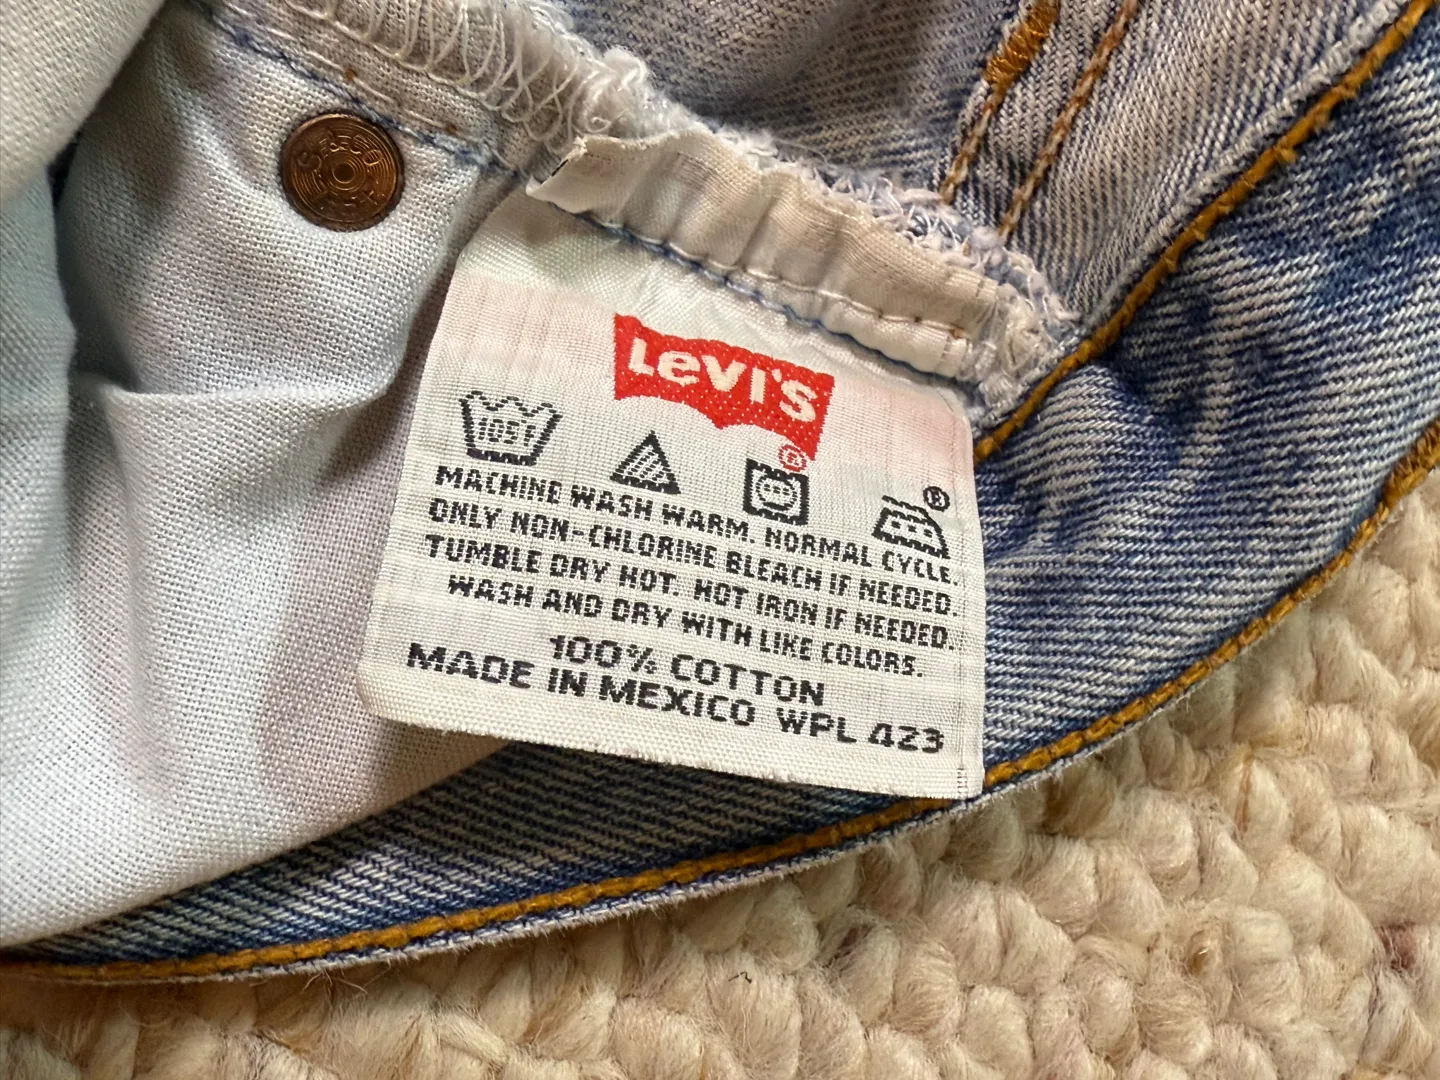 Levi's
®
105F
®
MACHINE WASH WARM. NORMAL CYCLE.
ONLY NON-CHLORINE BLEACH IF NEEDED.
TUMBLE DRY HOT. HOT IRON IF NEEDED.
WASH AND DRY WITH LIKE COLORS.
100% COTTON
MADE IN MEXICO WPL 423